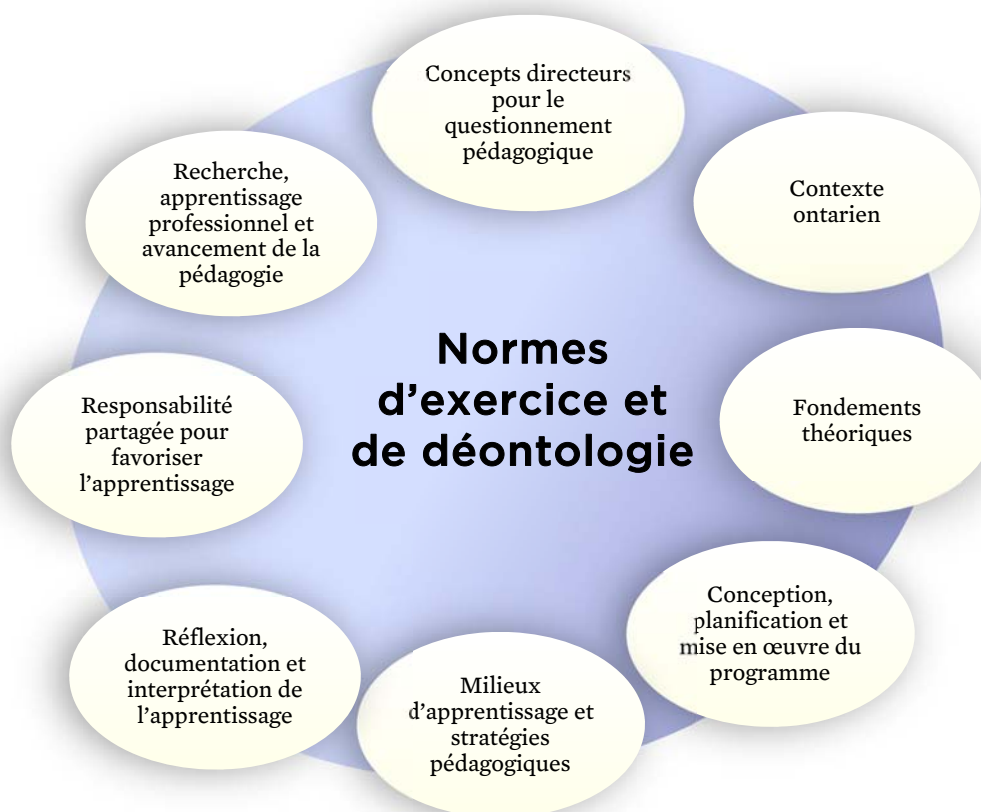 Concepts directeurs
pour le
questionnement
pédagogique
Contexte
ontarien
Fondements
théoriques
Conception,
planification et
mise en œuvre du
programme
Milieux
d'apprentissage et
stratégies
pédagogiques
Réflexion,
documentation et
interprétation de
l'apprentissage
Responsabilité
partagée pour
favoriser
l'apprentissage
Recherche,
apprentissage
professionnel et
avancement de la
pédagogie
Normes
d'exercice et
de déontologie